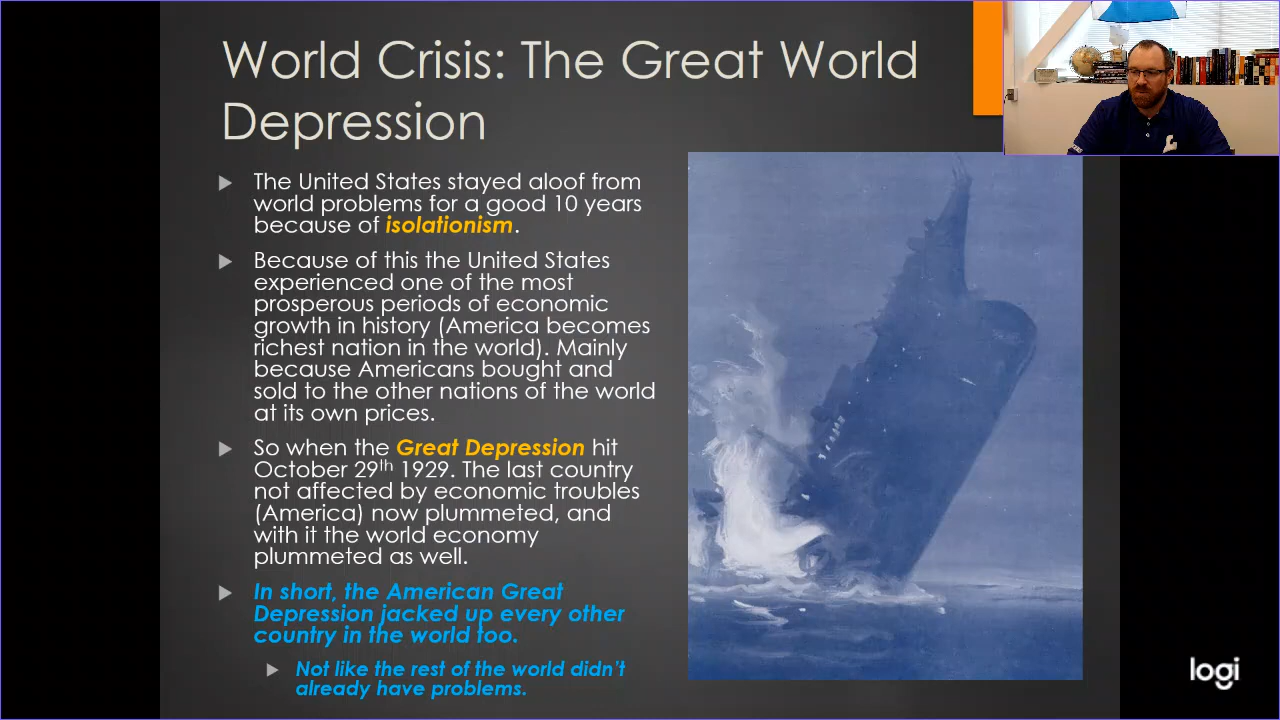 World Crisis: The Great World
Depression
The United States stayed aloof from
world problems for a good 10 years
because of isolationism.
Because of this the United States
experienced one of the most
prosperous periods of economic
growth in history (America becomes
richest nation in the world). Mainly
because Americans bought and
sold to the other nations of the world
at its own prices.
So when the Great Depression hit
October 29th 1929. The last country
not affected by economic troubles
(America) now plummeted, and
with it the world economy
plummeted as well.
In short, the American Great
Depression jacked up every other
country in the world too.
Not like the rest of the world didn't
already have problems.
logi